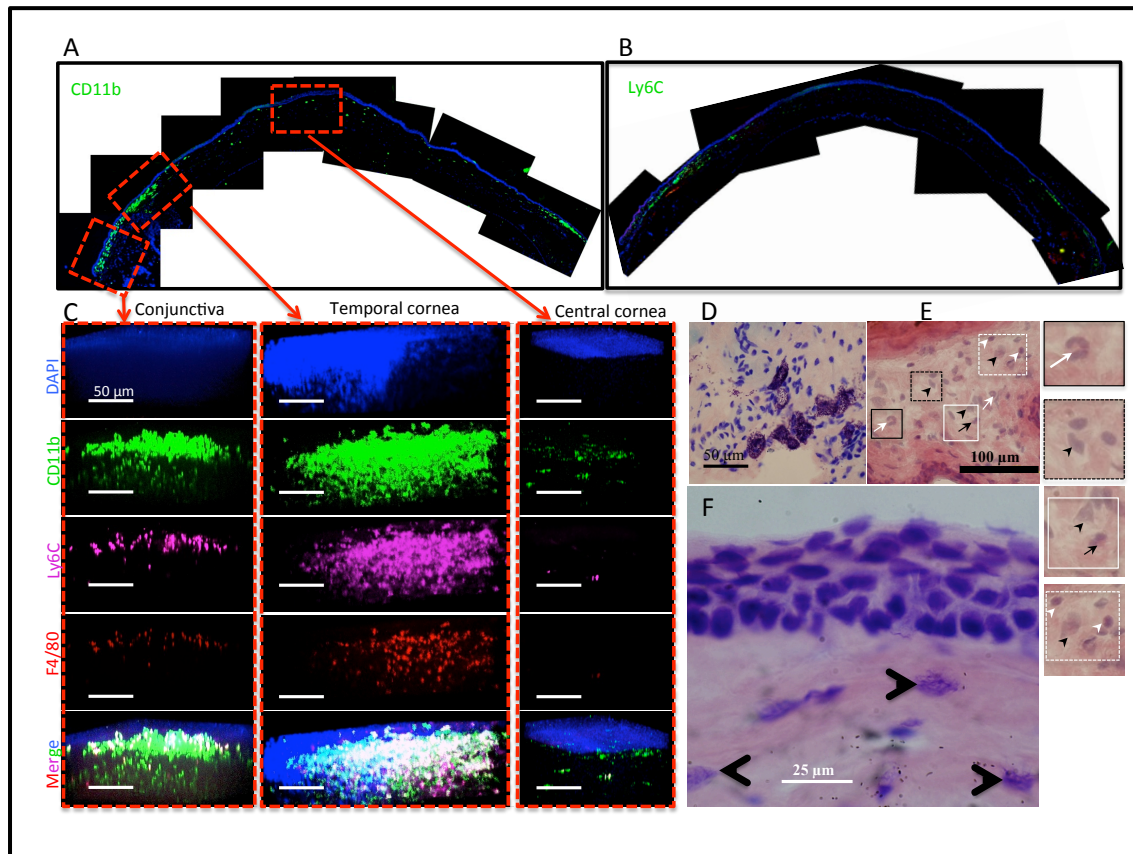 A
CD11b
B
Ly6C
C
Conjunctiva
Temporal cornea
Central cornea
DAPI
50 µm
CD11b
Ly6C
F4/80
Merge
D
50 µm
E
100 µm
F
25 µm